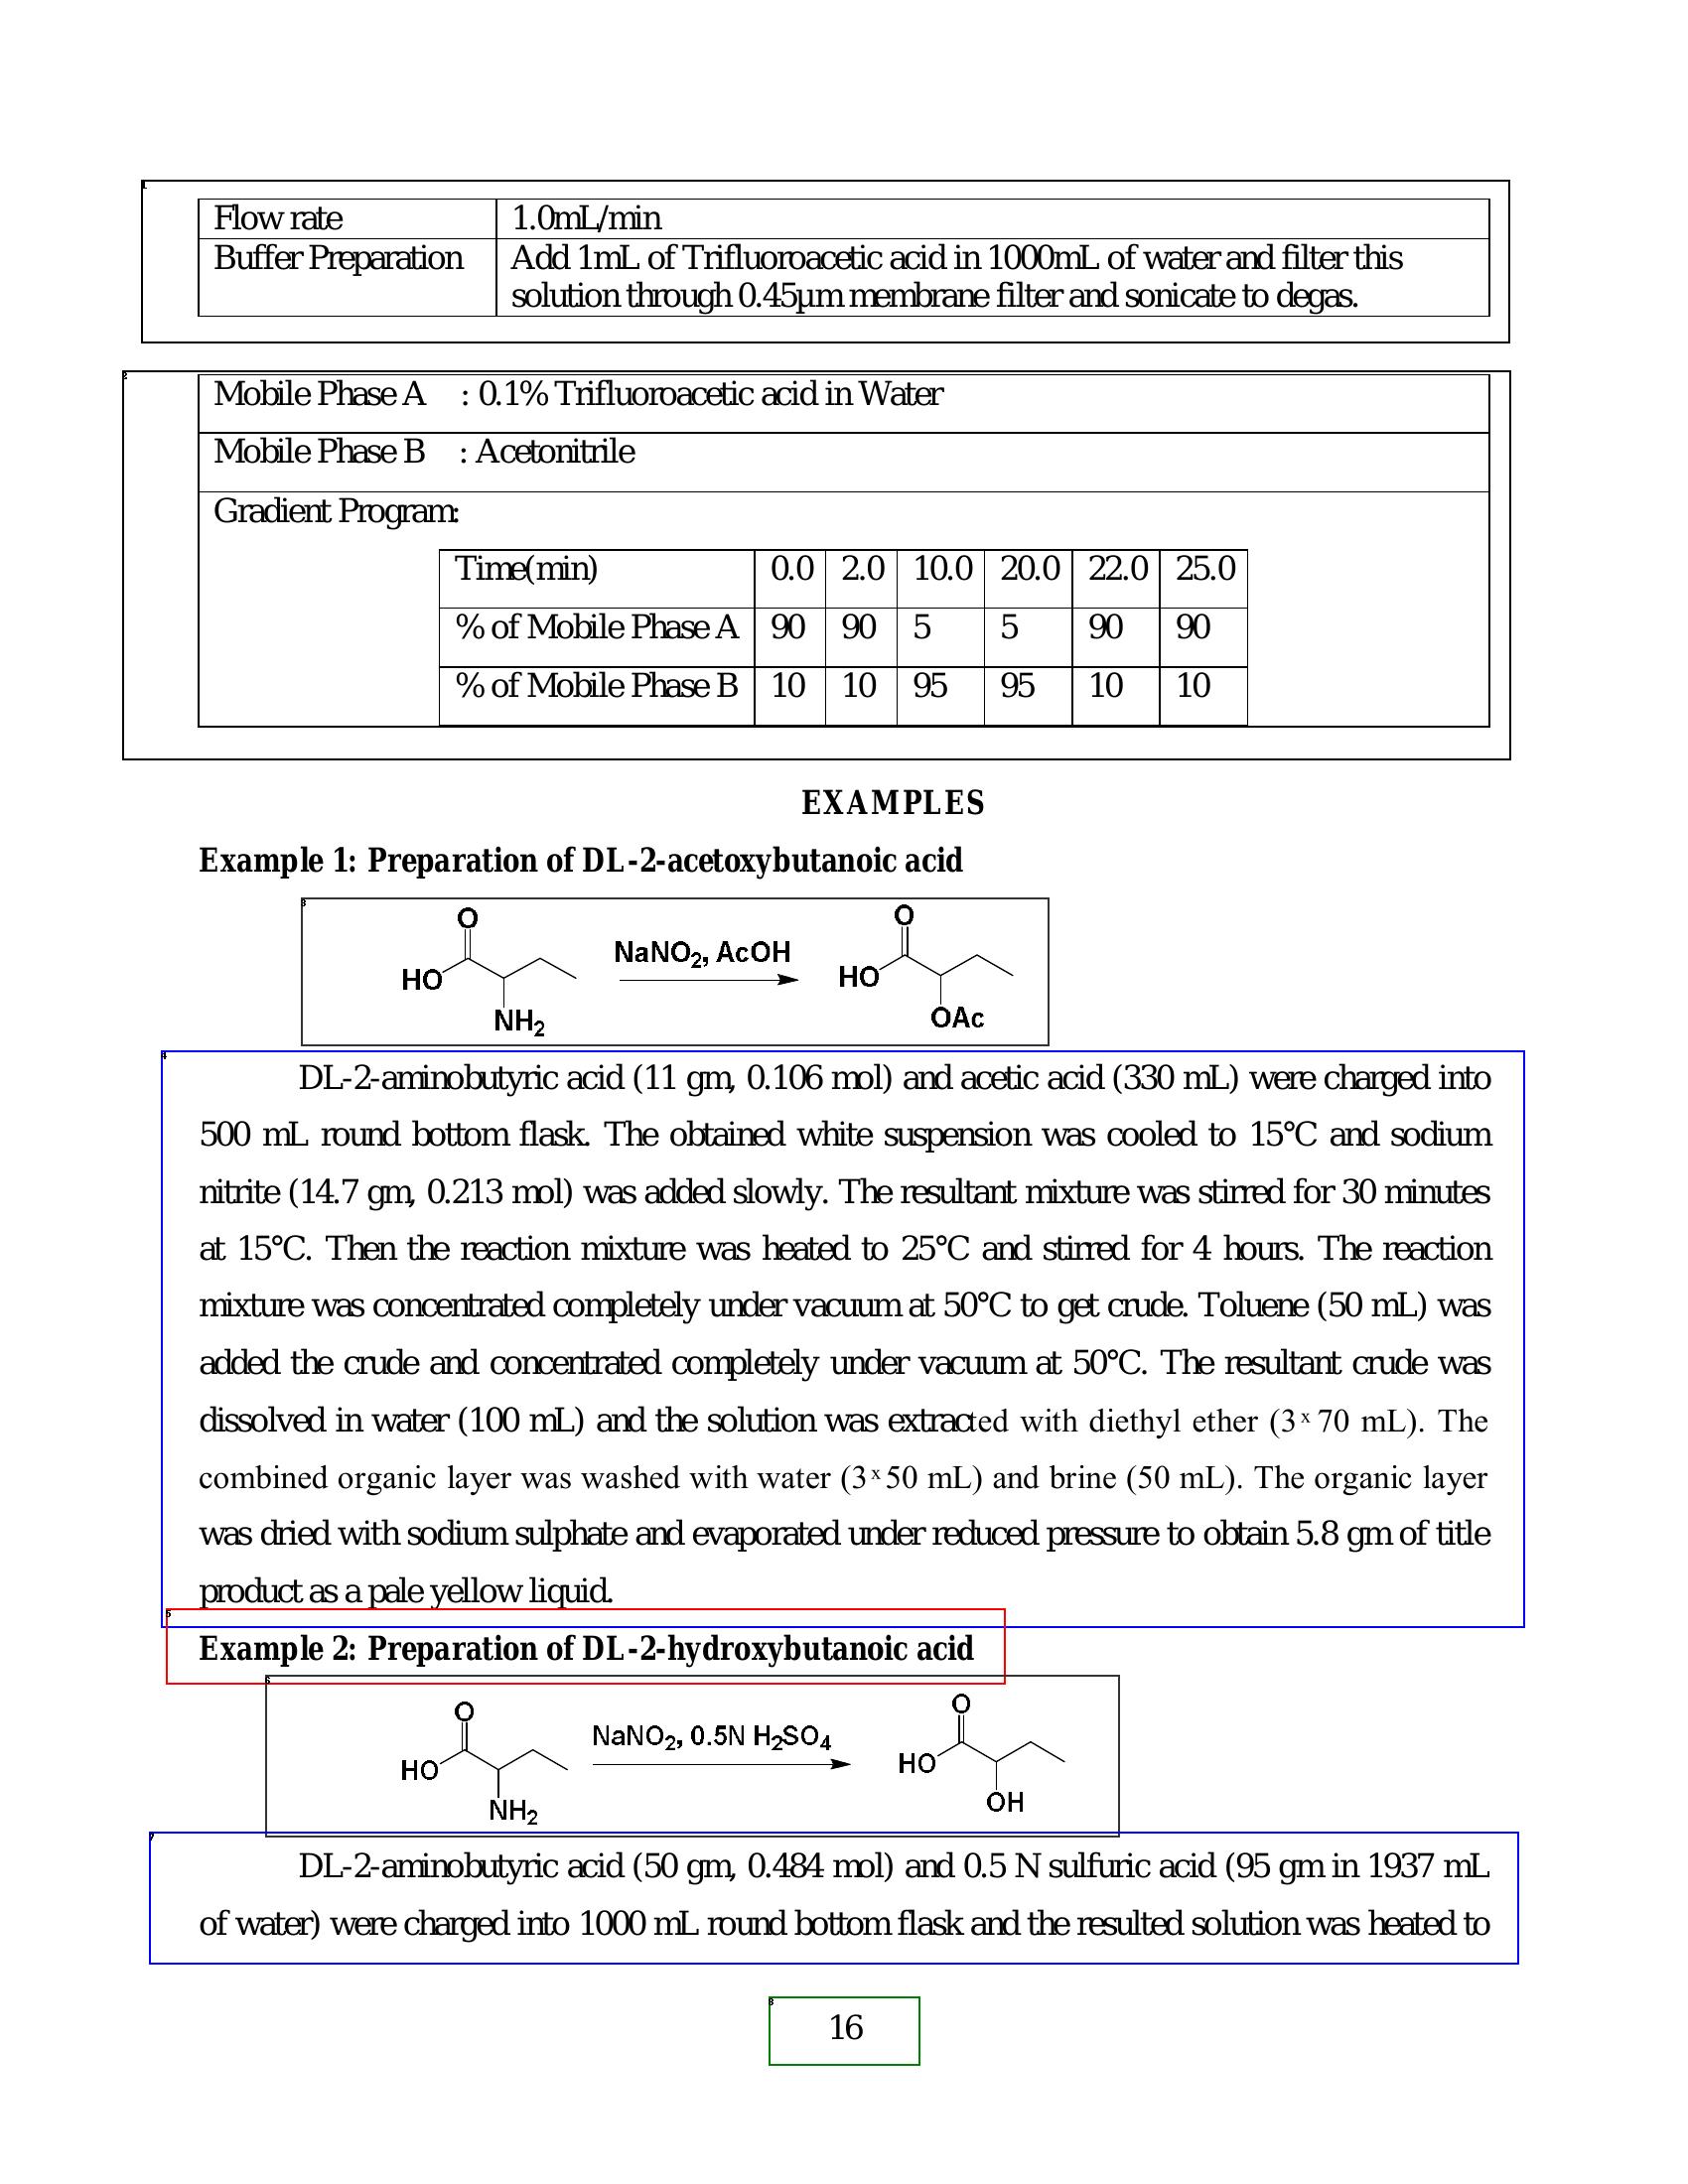 1
Flow rate 1.0mL/min
Buffer Preparation Add 1mL of Trifluoroacetic acid in 1000mL of water and filter this
solution through 0.45µm membrane filter and sonicate to degas.
2
Mobile Phase A : 0.1% Trifluoroacetic acid in Water
Mobile Phase B : Acetonitrile
Gradient Program:
Time(min) 0.0 2.0 10.0 20.0 22.0 25.0
% of Mobile Phase A 90 90 5 5 90 90
% of Mobile Phase B 10 10 95 95 10 10
EXAMPLES
Example 1: Preparation of DL-2-acetoxybutanoic acid
3
O
HO
NH2
NaNO2, AcOH
O
HO
OAc
4
DL-2-aminobutyric acid (11 gm, 0.106 mol) and acetic acid (330 mL) were charged into
500 mL round bottom flask. The obtained white suspension was cooled to 15°C and sodium
nitrite (14.7 gm, 0.213 mol) was added slowly. The resultant mixture was stirred for 30 minutes
at 15°C. Then the reaction mixture was heated to 25°C and stirred for 4 hours. The reaction
mixture was concentrated completely under vacuum at 50°C to get crude. Toluene (50 mL) was
added the crude and concentrated completely under vacuum at 50°C. The resultant crude was
dissolved in water (100 mL) and the solution was extracted with diethyl ether (3 x 70 mL). The
combined organic layer was washed with water (3 x 50 mL) and brine (50 mL). The organic layer
was dried with sodium sulphate and evaporated under reduced pressure to obtain 5.8 gm of title
product as a pale yellow liquid.
5
Example 2: Preparation of DL-2-hydroxybutanoic acid
6
O
HO
NH2
NaNO2, 0.5N H2SO4
O
HO
OH
7
DL-2-aminobutyric acid (50 gm, 0.484 mol) and 0.5 N sulfuric acid (95 gm in 1937 mL
of water) were charged into 1000 mL round bottom flask and the resulted solution was heated to
8
16